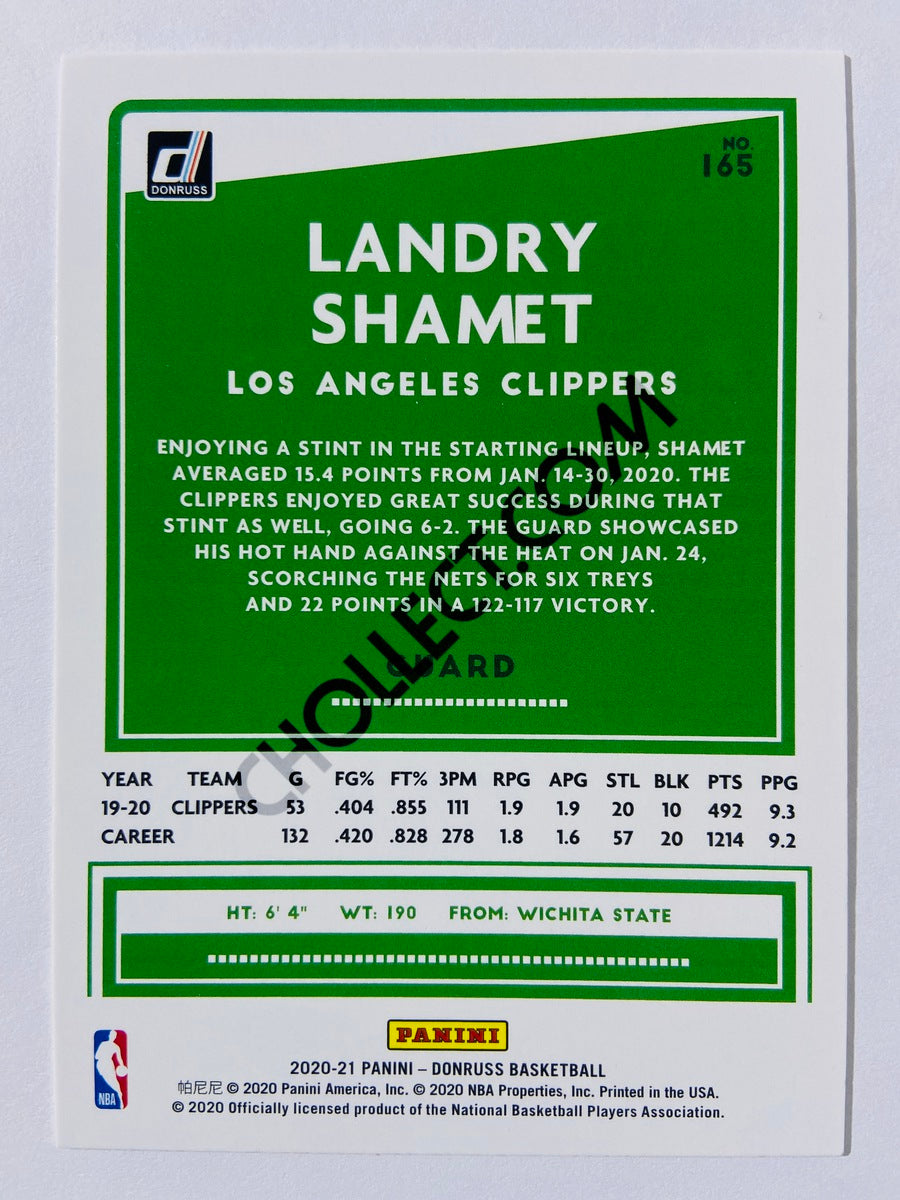 DONRUSS
NO.
165
LANDRY
SHAMET
LOS ANGELES CLIPPERS
ENJOYING A STINT IN THE STARTING LINEUP, SHAMET
AVERAGED 15.4 POINTS FROM JAN. 14-30, 2020. THE
CLIPPERS ENJOYED GREAT SUCCESS DURING THAT
STINT AS WELL, GOING 6-2. THE GUARD SHOWCASED
HIS HOT HAND AGAINST THE HEAT ON JAN. 24,
SCORCHING THE NETS FOR SIX TREYS
AND 22 POINTS IN A 122-117 VICTORY.
GUARD
CHOLLECT.COM
YEAR TEAM G FG% FT% 3PM RPG APG STL BLK PTS PPG
19-20 CLIPPERS 53 .404 .855 111 1.9 1.9 20 10 492 9.3
CAREER 132 .420 .828 278 1.8 1.6 57 20 1214 9.2
HT: 6' 4" WT: 190 FROM: WICHITA STATE
NBA
PANINI
2020-21 PANINI – DONRUSS BASKETBALL
帕尼尼 © 2020 Panini America, Inc. © 2020 NBA Properties, Inc. Printed in the USA.
© 2020 Officially licensed product of the National Basketball Players Association.